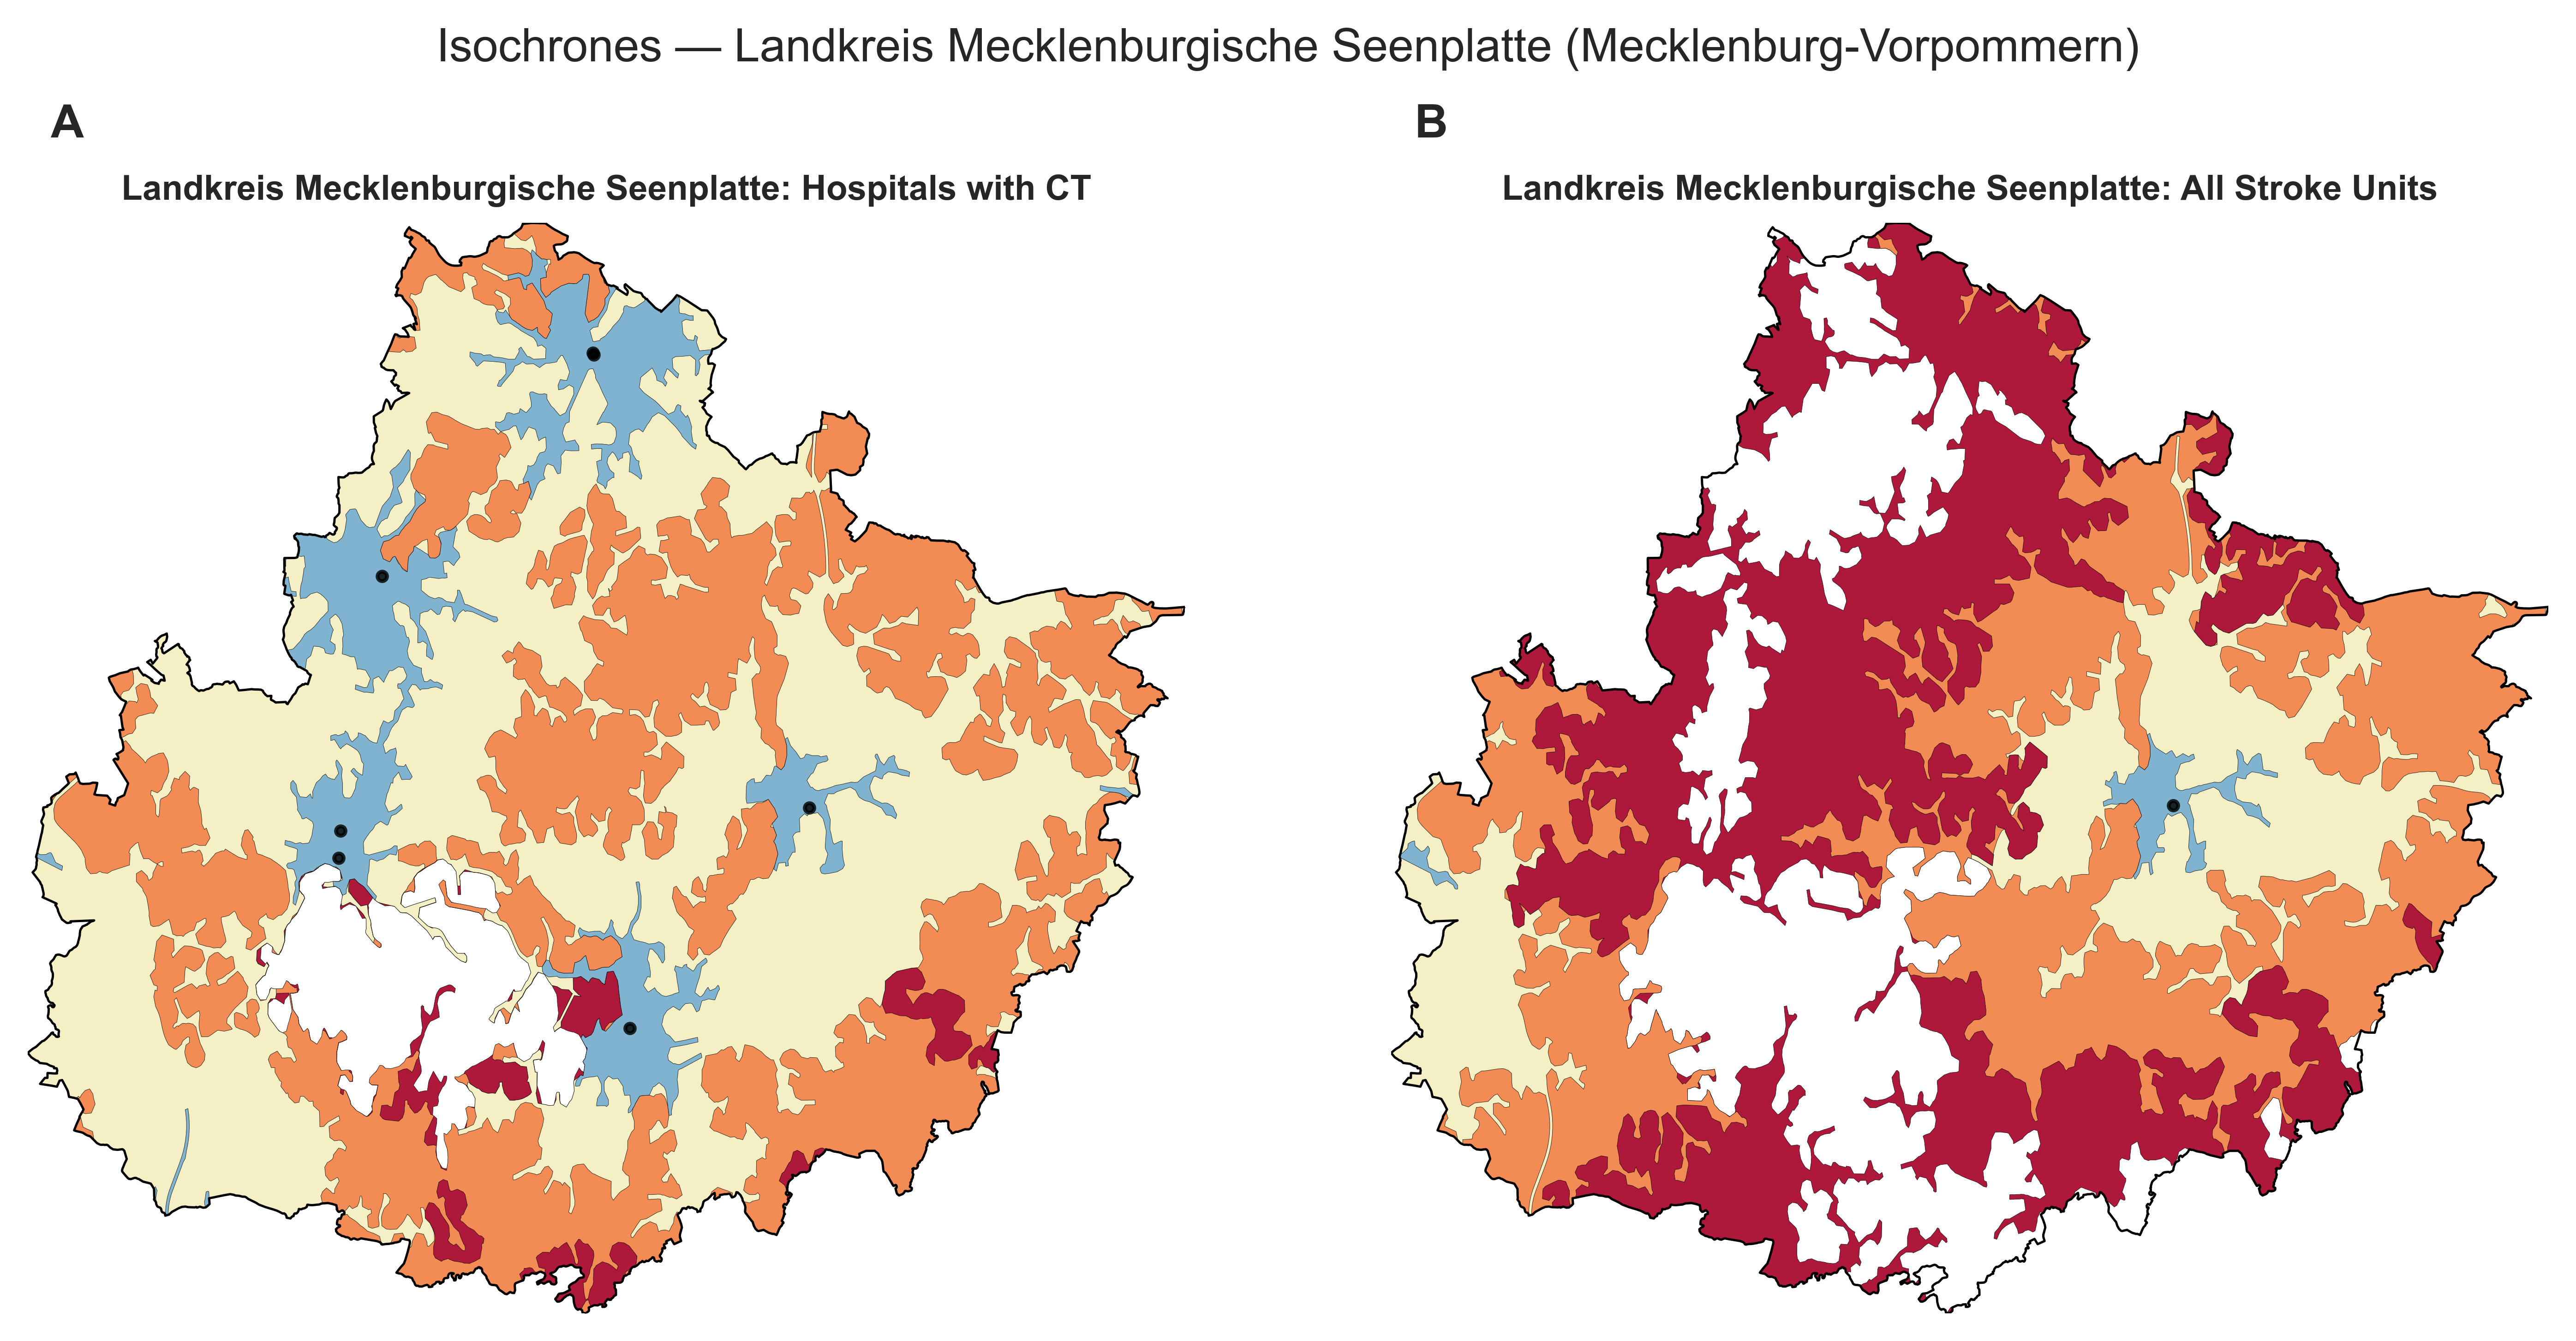 Isochrones — Landkreis Mecklenburgische Seenplatte (Mecklenburg-Vorpommern)
A
B
Landkreis Mecklenburgische Seenplatte: Hospitals with CT
Landkreis Mecklenburgische Seenplatte: All Stroke Units